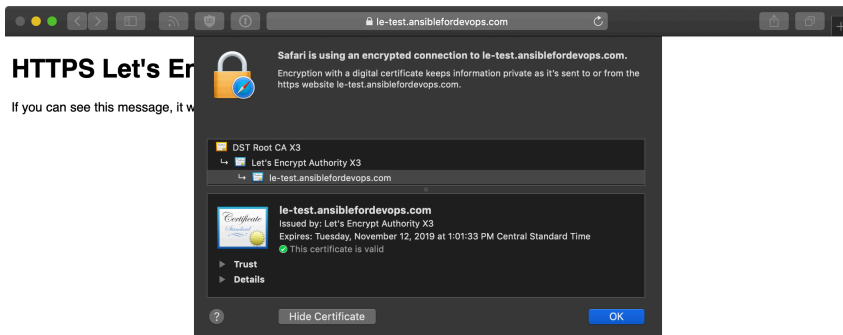 le-test.ansiblefordevops.com
HTTPS Let's Er
If you can see this message, it w
Safari is using an encrypted connection to le-test.ansiblefordevops.com.
Encryption with a digital certificate keeps information private as it's sent to or from the
https website le-test.ansiblefordevops.com.
DST Root CA X3
Let's Encrypt Authority X3
le-test.ansiblefordevops.com
Certificate
Standard
le-test.ansiblefordevops.com
Issued by: Let's Encrypt Authority X3
Expires: Tuesday, November 12, 2019 at 1:01:33 PM Central Standard Time
This certificate is valid
Trust
Details
?
Hide Certificate
OK